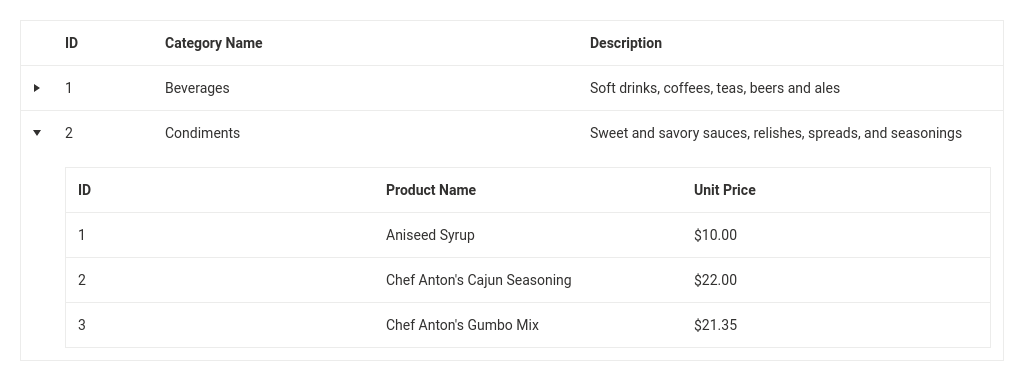 ID Category Name Description
1 Beverages Soft drinks, coffees, teas, beers and ales
2 Condiments Sweet and savory sauces, relishes, spreads, and seasonings
ID Product Name Unit Price
1 Aniseed Syrup $10.00
2 Chef Anton's Cajun Seasoning $22.00
3 Chef Anton's Gumbo Mix $21.35